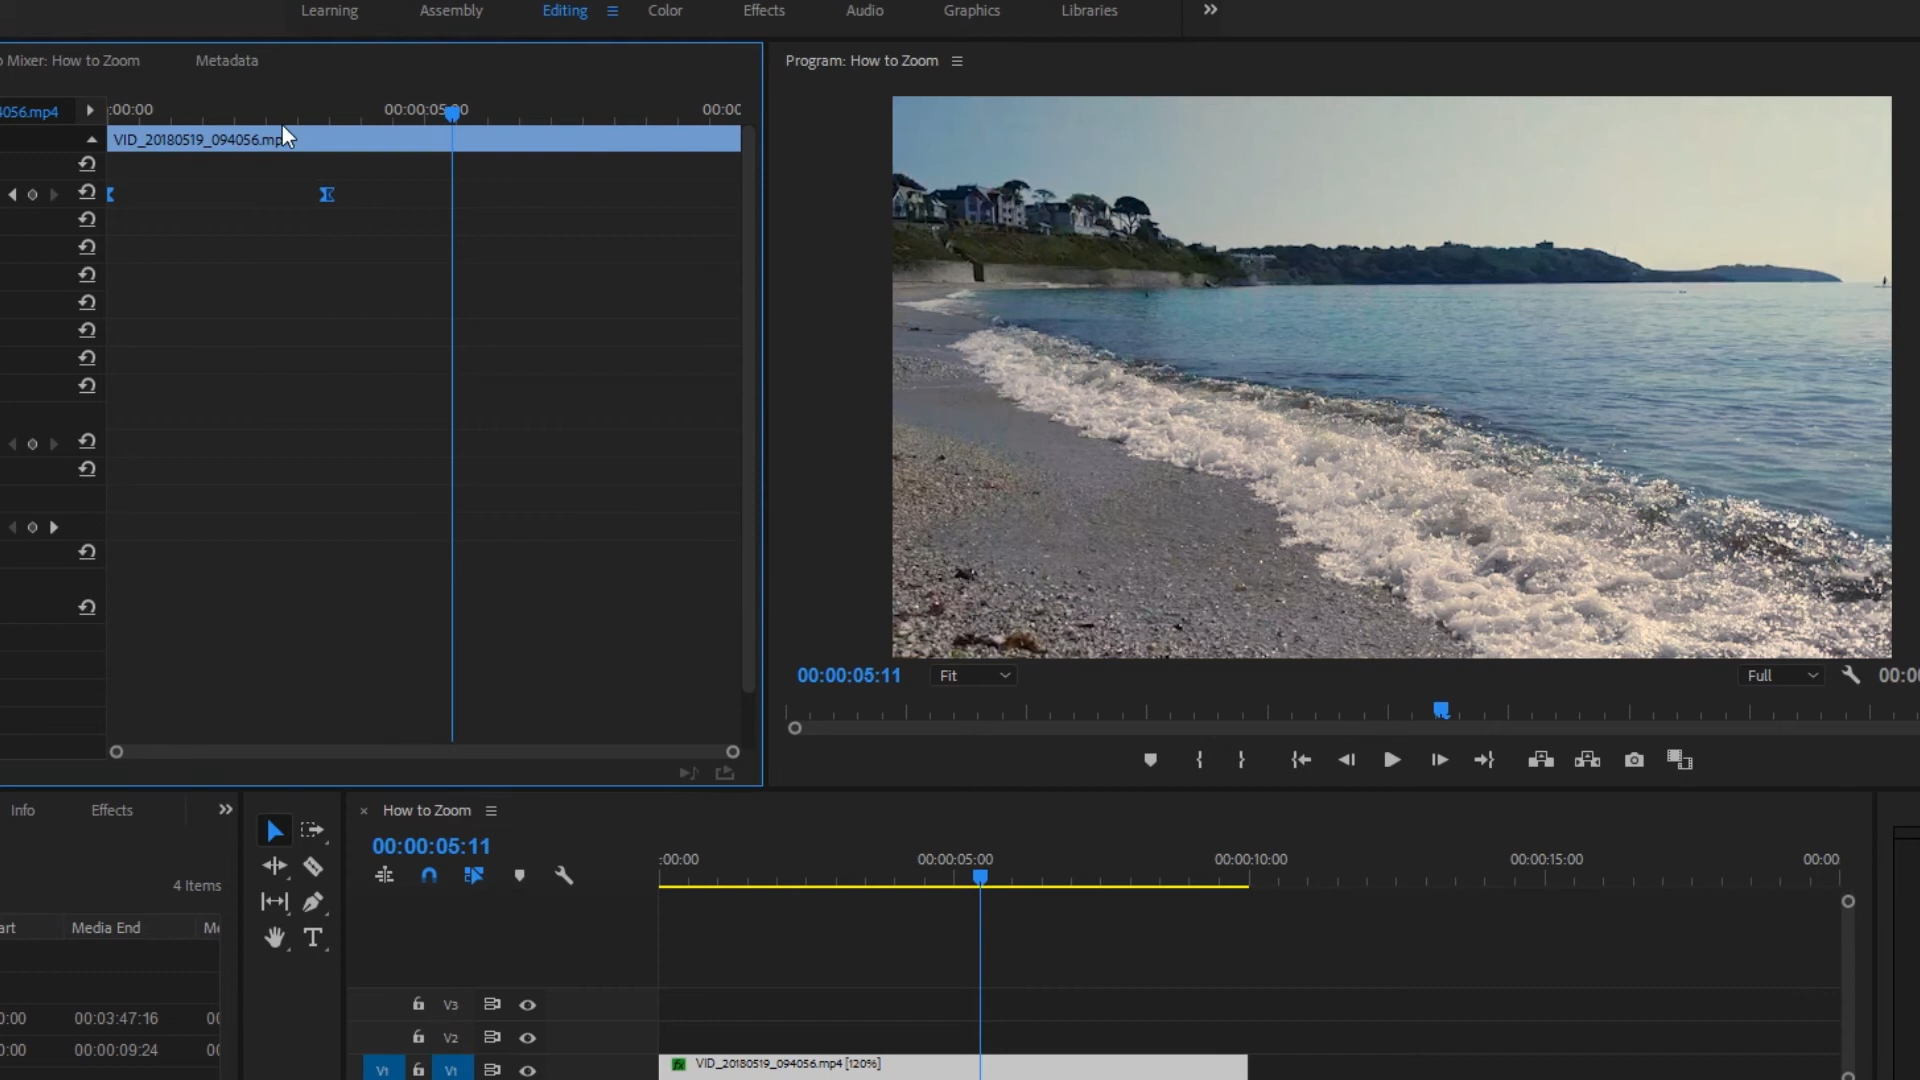 Learning Assembly Editing Color Effects Audio Graphics Libraries
Mixer: How to Zoom Metadata
Program: How to Zoom
4056.mp4 :00:00 00:00:05:00 00:00
VID_20180519_094056.mp4
00:00:05:11 Fit Full 00:00
Info Effects
× How to Zoom
00:00:05:11
:00:00 00:00:05:00 00:00:10:00 00:00:15:00 00:00
4 Items
art Media End Me
0:00 00:03:47:16 00
0:00 00:00:09:24 00
V3
V2
V1 V1
fx VID_20180519_094056.mp4 [120%]